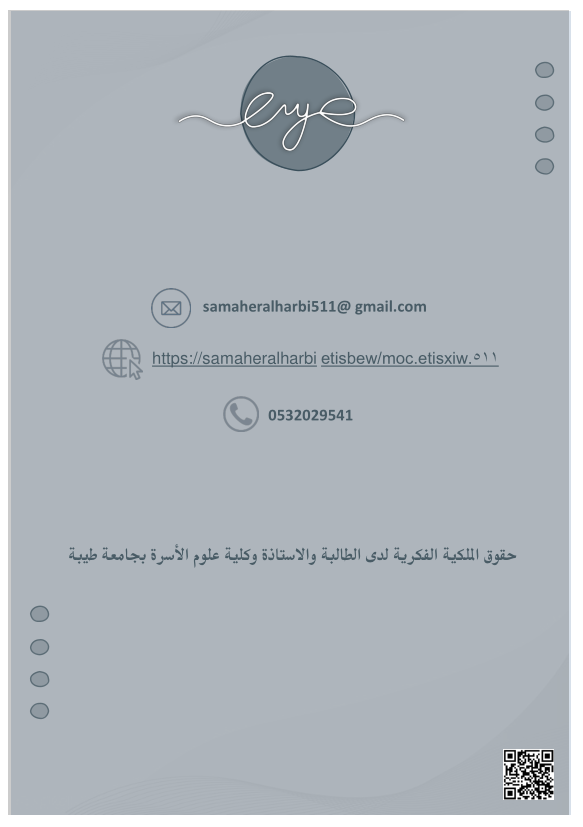 eye
samaheralharbi511@ gmail.com
https://samaheralharbi etisbew/moc.etisxiw.٥١١
0532029541
حقوق الملكية الفكرية لدى الطالبة والاستاذة وكلية علوم الأسرة بجامعة طيبة